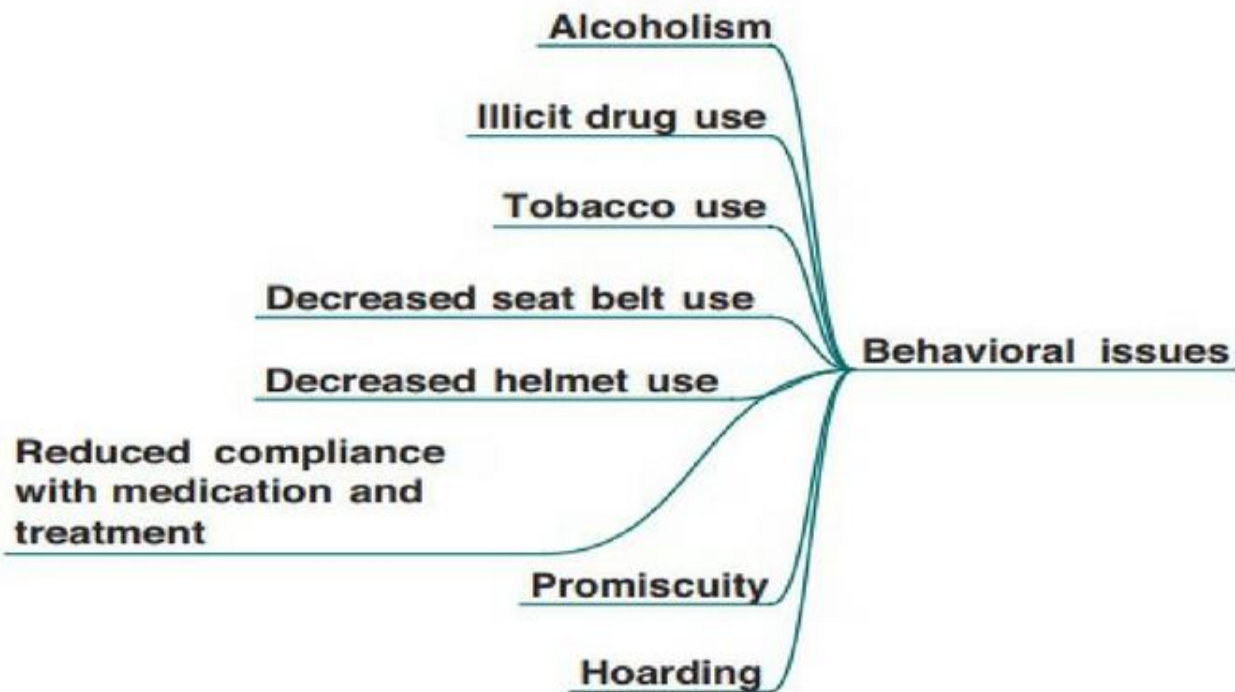 Alcoholism
Illicit drug use
Tobacco use
Decreased seat belt use
Behavioral issues
Decreased helmet use
Reduced compliance
with medication and
treatment
Promiscuity
Hoarding